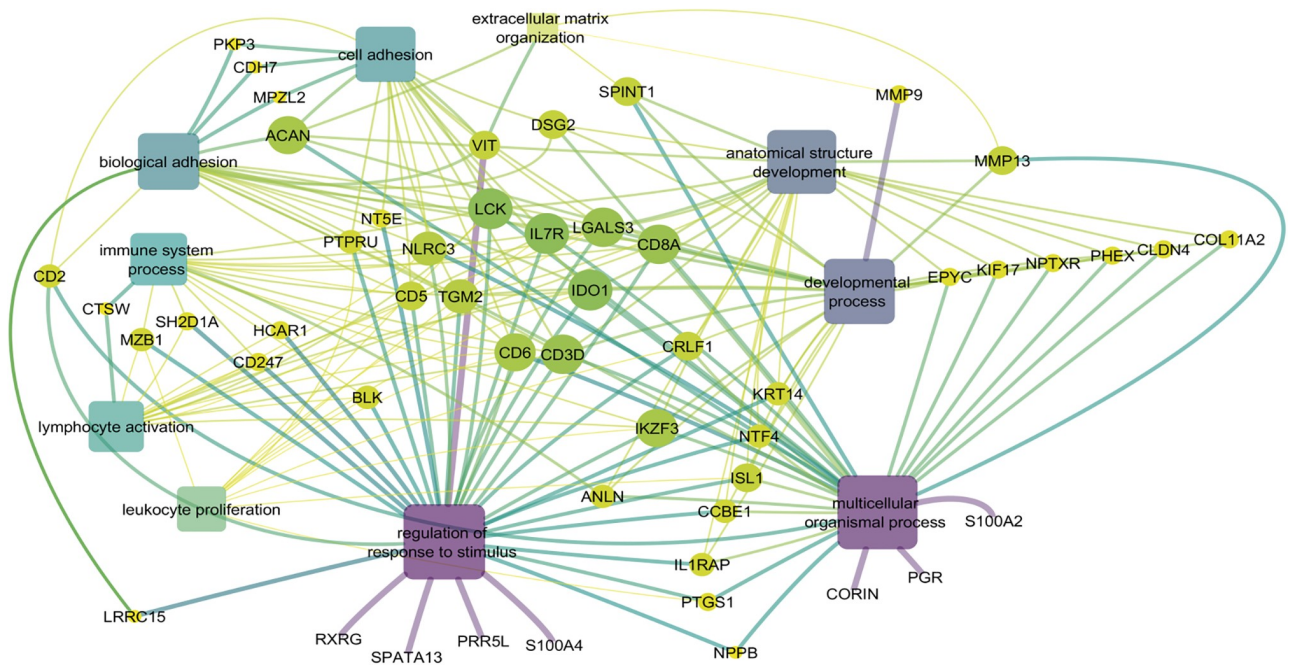 extracellular matrix
organization
PKP3
cell adhesion
CDH7
MPZL2
SPINT1
MMP9
ACAN
DSG2
VIT
biological adhesion
anatomical structure
development
MMP13
LCK
NT5E
IL7R
LGALS3
PTPRU
NLRC3
CD8A
COL11A2
immune system
process
CLDN4
PHEX
NPTXR
KIF17
EPYC
CD2
developmental
process
CD5
TGM2
IDO1
CTSW
SH2D1A
MZB1
HCAR1
CD247
CD6
CD3D
CRLF1
BLK
KRT14
lymphocyte activation
IKZF3
NTF4
ISL1
leukocyte proliferation
ANLN
CCBE1
multicellular
organismal process
S100A2
regulation of
response to stimulus
IL1RAP
PGR
CORIN
PTGS1
LRRC15
RXRG
SPATA13
PRR5L
S100A4
NPPB